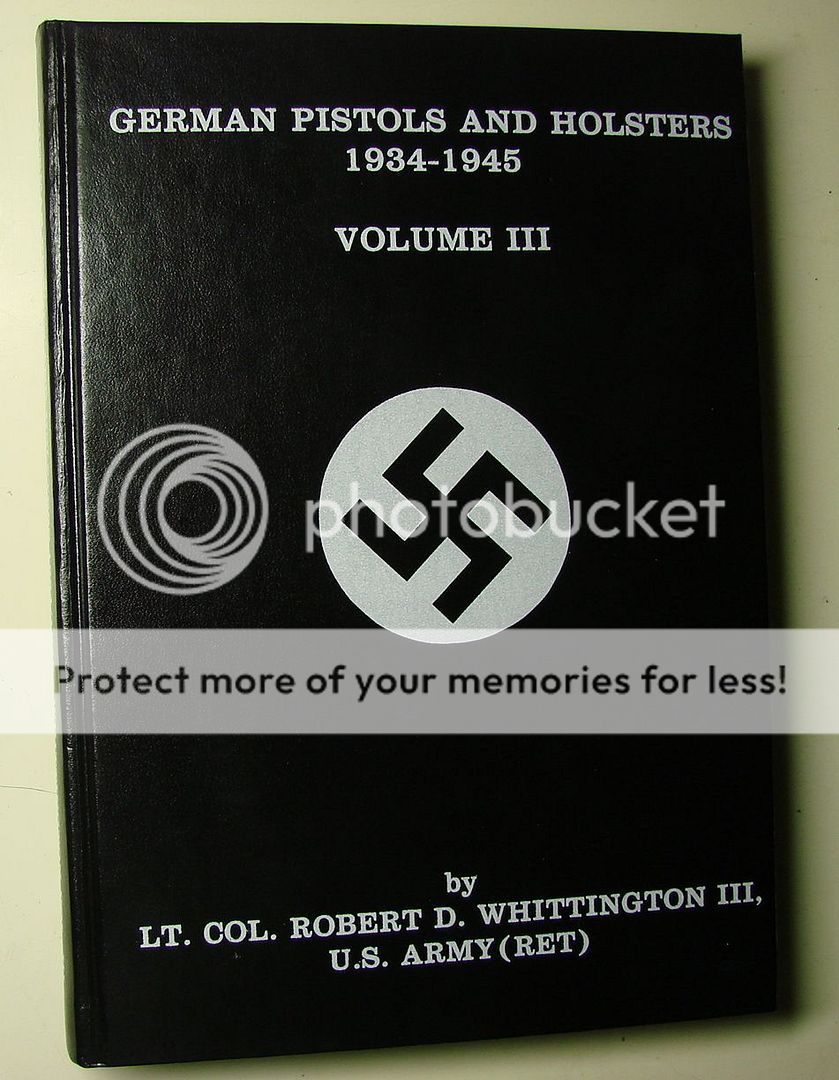 GERMAN PISTOLS AND HOLSTERS
1934-1945
VOLUME III
photobucket
Protect more of your memories for less!
by
LT. COL. ROBERT D. WHITTINGTON III,
U.S. ARMY (RET)